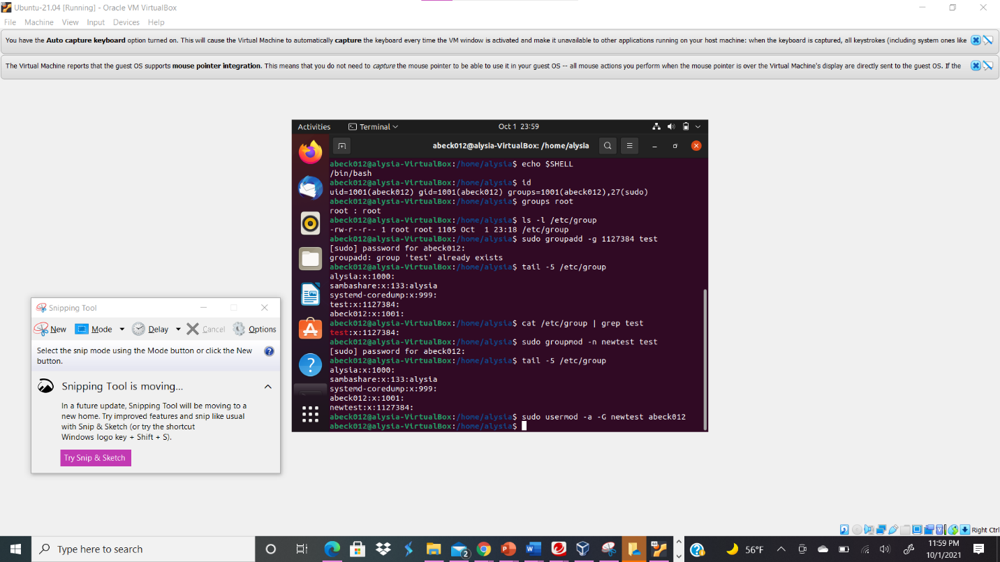 Ubuntu-21.04 [Running] - Oracle VM VirtualBox
File Machine View Input Devices Help
You have the Auto capture keyboard option turned on. This will cause the Virtual Machine to automatically capture the keyboard every time the VM window is activated and make it unavailable to other applications running on your host machine: when the keyboard is captured, all keystrokes (including system ones like
The Virtual Machine reports that the guest OS supports mouse pointer integration. This means that you do not need to capture the mouse pointer to be able to use it in your guest OS -- all mouse actions you perform when the mouse pointer is over the Virtual Machine's display are directly sent to the guest OS. If the
Activities Terminal Oct 1 23:59
abeck012@alysia-VirtualBox: /home/alysia
abeck012@alysia-VirtualBox:/home/alysia$ echo $SHELL
/bin/bash
abeck012@alysia-VirtualBox:/home/alysia$ id
uid=1001(abeck012) gid=1001(abeck012) groups=1001(abeck012),27(sudo)
abeck012@alysia-VirtualBox:/home/alysia$ groups root
root : root
abeck012@alysia-VirtualBox:/home/alysia$ ls -l /etc/group
-rw-r--r-- 1 root root 1105 Oct  1 23:18 /etc/group
abeck012@alysia-VirtualBox:/home/alysia$ sudo groupadd -g 1127384 test
[sudo] password for abeck012:
groupadd: group 'test' already exists
abeck012@alysia-VirtualBox:/home/alysia$ tail -5 /etc/group
alysia:x:1000:
sambashare:x:133:alysia
systemd-coredump:x:999:
test:x:1127384:
abeck012:x:1001:
abeck012@alysia-VirtualBox:/home/alysia$ cat /etc/group | grep test
test:x:1127384:
abeck012@alysia-VirtualBox:/home/alysia$ sudo groupmod -n newtest test
[sudo] password for abeck012:
abeck012@alysia-VirtualBox:/home/alysia$ tail -5 /etc/group
alysia:x:1000:
sambashare:x:133:alysia
systemd-coredump:x:999:
abeck012:x:1001:
newtest:x:1127384:
abeck012@alysia-VirtualBox:/home/alysia$ sudo usermod -a -G newtest abeck012
abeck012@alysia-VirtualBox:/home/alysia$
Snipping Tool
New Mode Delay Cancel Options
Select the snip mode using the Mode button or click the New
button.
Snipping Tool is moving...
In a future update, Snipping Tool will be moving to a
new home. Try improved features and snip like usual
with Snip & Sketch (or try the shortcut
Windows logo key + Shift + S).
Try Snip & Sketch
Right Ctrl
Type here to search
2
56°F
11:59 PM
10/1/2021